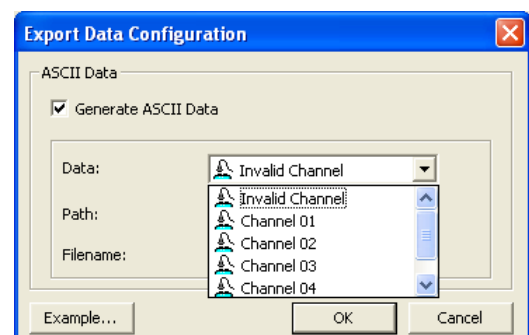 Export Data Configuration
ASCII Data
Generate ASCII Data
Data:
Invalid Channel
Invalid Channel
Channel 01
Path:
Channel 02
Filename:
Channel 03
Channel 04
Example...
OK
Cancel